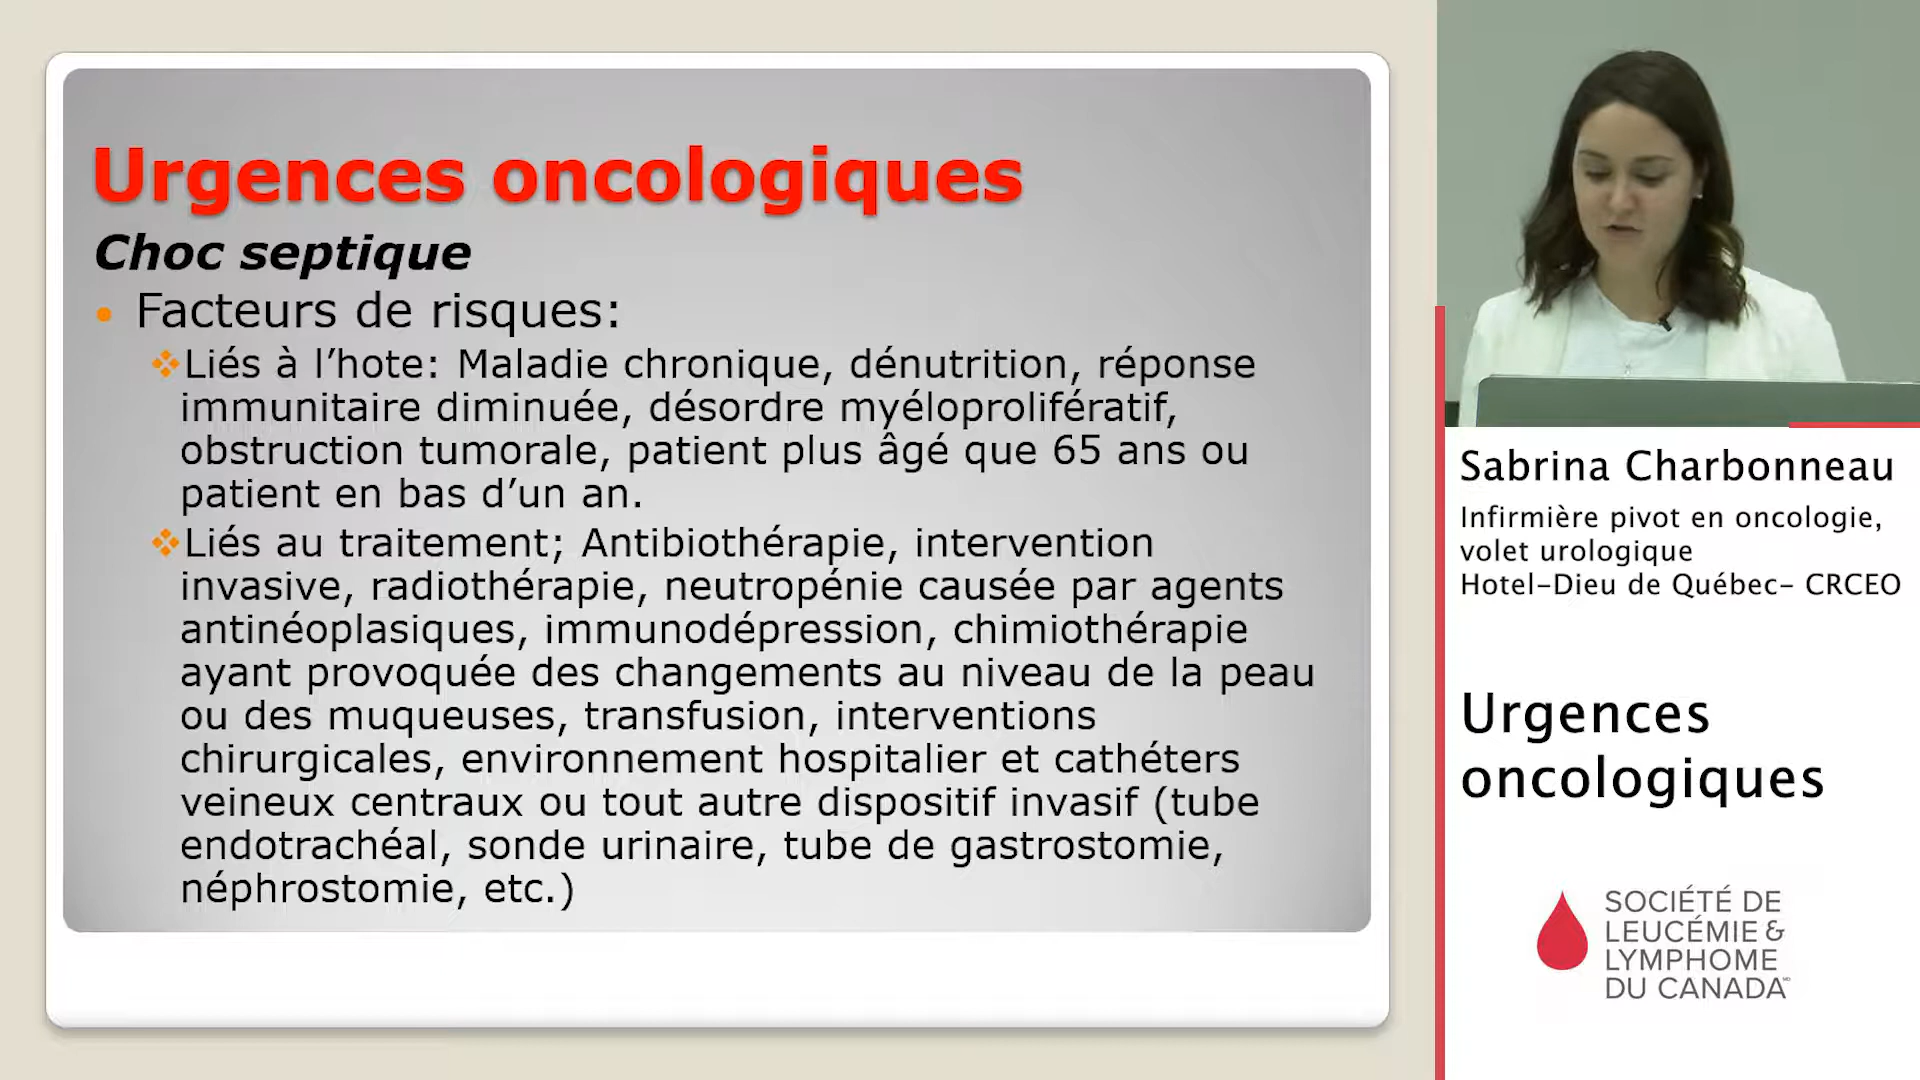 Urgences oncologiques
Choc septique
• Facteurs de risques:
❖Liés à l’hote: Maladie chronique, dénutrition, réponse
immunitaire diminuée, désordre myéloprolifératif,
obstruction tumorale, patient plus âgé que 65 ans ou
patient en bas d’un an.
❖Liés au traitement; Antibiothérapie, intervention
invasive, radiothérapie, neutropénie causée par agents
antinéoplasiques, immunodépression, chimiothérapie
ayant provoquée des changements au niveau de la peau
ou des muqueuses, transfusion, interventions
chirurgicales, environnement hospitalier et cathéters
veineux centraux ou tout autre dispositif invasif (tube
endotrachéal, sonde urinaire, tube de gastrostomie,
néphrostomie, etc.)
Sabrina Charbonneau
Infirmière pivot en oncologie,
volet urologique
Hotel-Dieu de Québec- CRCEO
Urgences
oncologiques
SOCIÉTÉ DE
LEUCÉMIE &
LYMPHOME
DU CANADA